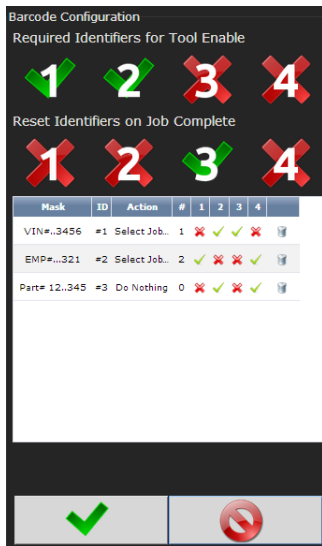 Barcode Configuration
Required Identifiers for Tool Enable
1 2 3 4
Reset Identifiers on Job Complete
1 2 3 4
Mask ID Action # 1 2 3 4
VIN#..3456 #1 Select Job... 1
EMP#...321 #2 Select Job... 2
Part# 12..345 #3 Do Nothing 0